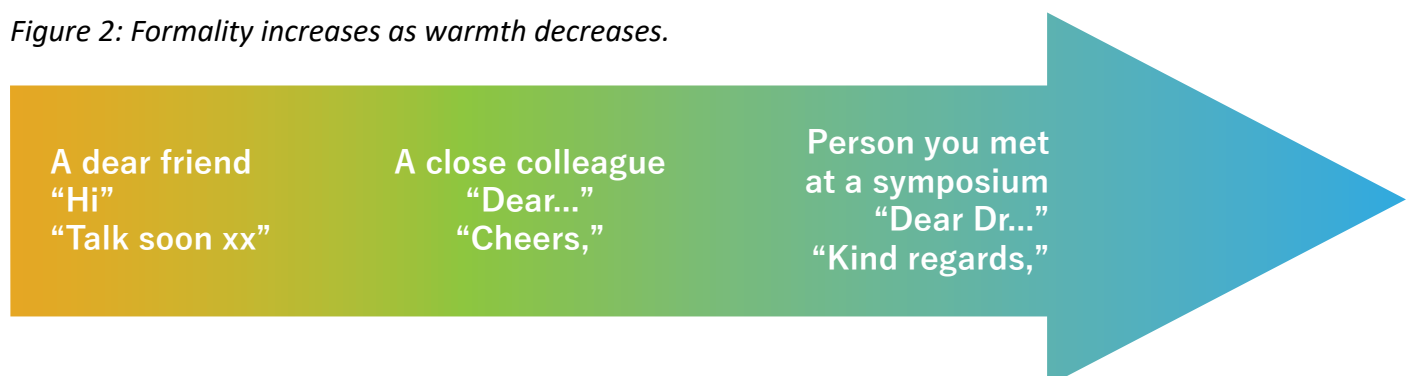 Figure 2: Formality increases as warmth decreases.
A dear friend
“Hi”
“Talk soon xx”
A close colleague
“Dear...”
“Cheers,”
Person you met
at a symposium
“Dear Dr...”
“Kind regards,”